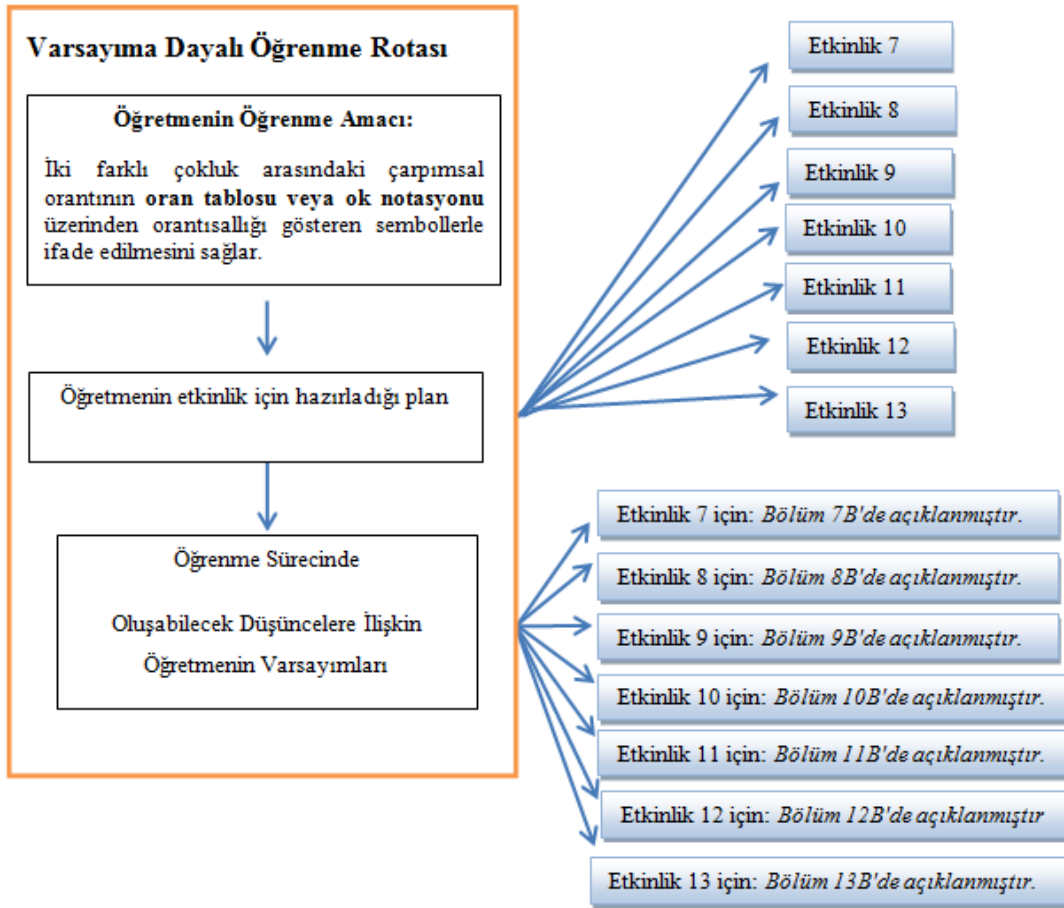 Varsayıma Dayalı Öğrenme Rotası
Öğretmenin Öğrenme Amacı:
İki farklı çokluk arasındaki çarpımsal
orantının oran tablosu veya ok notasyonu
üzerinden orantısallığı gösteren sembollerle
ifade edilmesini sağlar.
Öğretmenin etkinlik için hazırladığı plan
Öğrenme Sürecinde
Oluşabilecek Düşüncelere İlişkin
Öğretmenin Varsayımları
Etkinlik 7
Etkinlik 8
Etkinlik 9
Etkinlik 10
Etkinlik 11
Etkinlik 12
Etkinlik 13
Etkinlik 7 için: Bölüm 7B'de açıklanmıştır.
Etkinlik 8 için: Bölüm 8B'de açıklanmıştır.
Etkinlik 9 için: Bölüm 9B'de açıklanmıştır.
Etkinlik 10 için: Bölüm 10B'de açıklanmıştır.
Etkinlik 11 için: Bölüm 11B'de açıklanmıştır.
Etkinlik 12 için: Bölüm 12B'de açıklanmıştır
Etkinlik 13 için: Bölüm 13B'de açıklanmıştır.